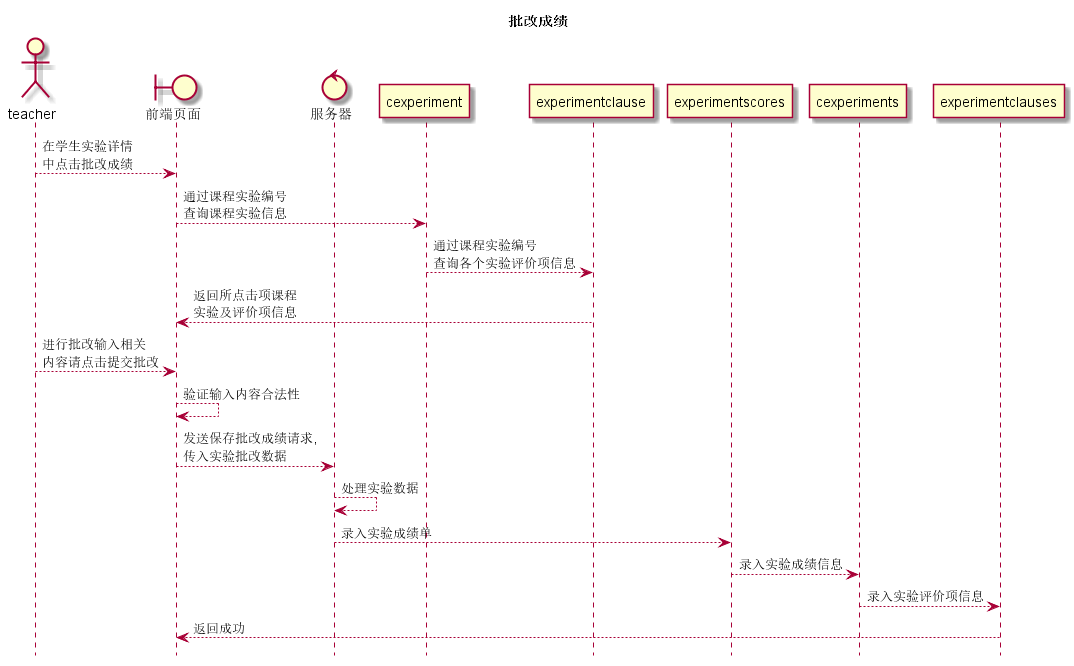 批改成绩
teacher
前端页面
服务器
cexperiment
experimentclause
experimentscores
cexperiments
experimentclauses
在学生实验详情
中点击批改成绩
通过课程实验编号
查询课程实验信息
通过课程实验编号
查询各个实验评价项信息
返回所点击项课程
实验及评价项信息
进行批改输入相关
内容请点击提交批改
验证输入内容合法性
发送保存批改成绩请求,
传入实验批改数据
处理实验数据
录入实验成绩单
录入实验成绩信息
录入实验评价项信息
返回成功